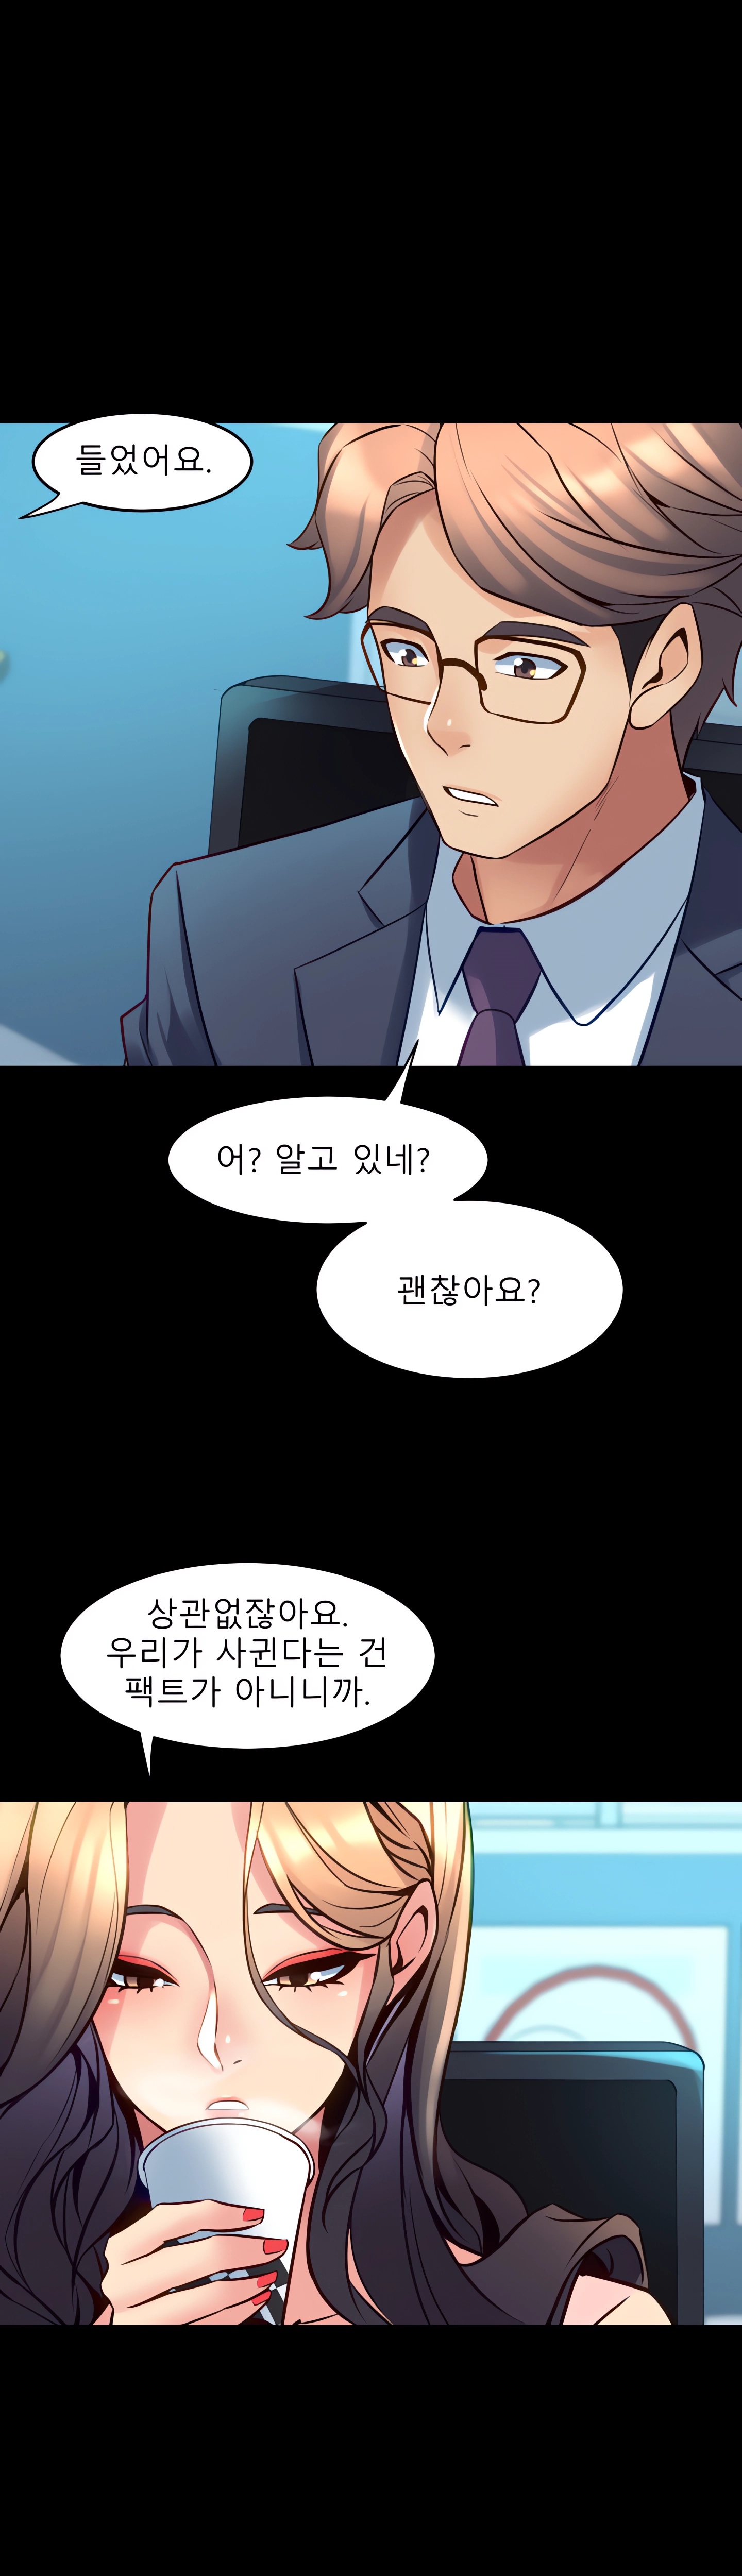 들었어요.
어? 알고 있네?
괜찮아요?
상관없잖아요.
우리가 사귄다는 건
팩트가 아니니까.